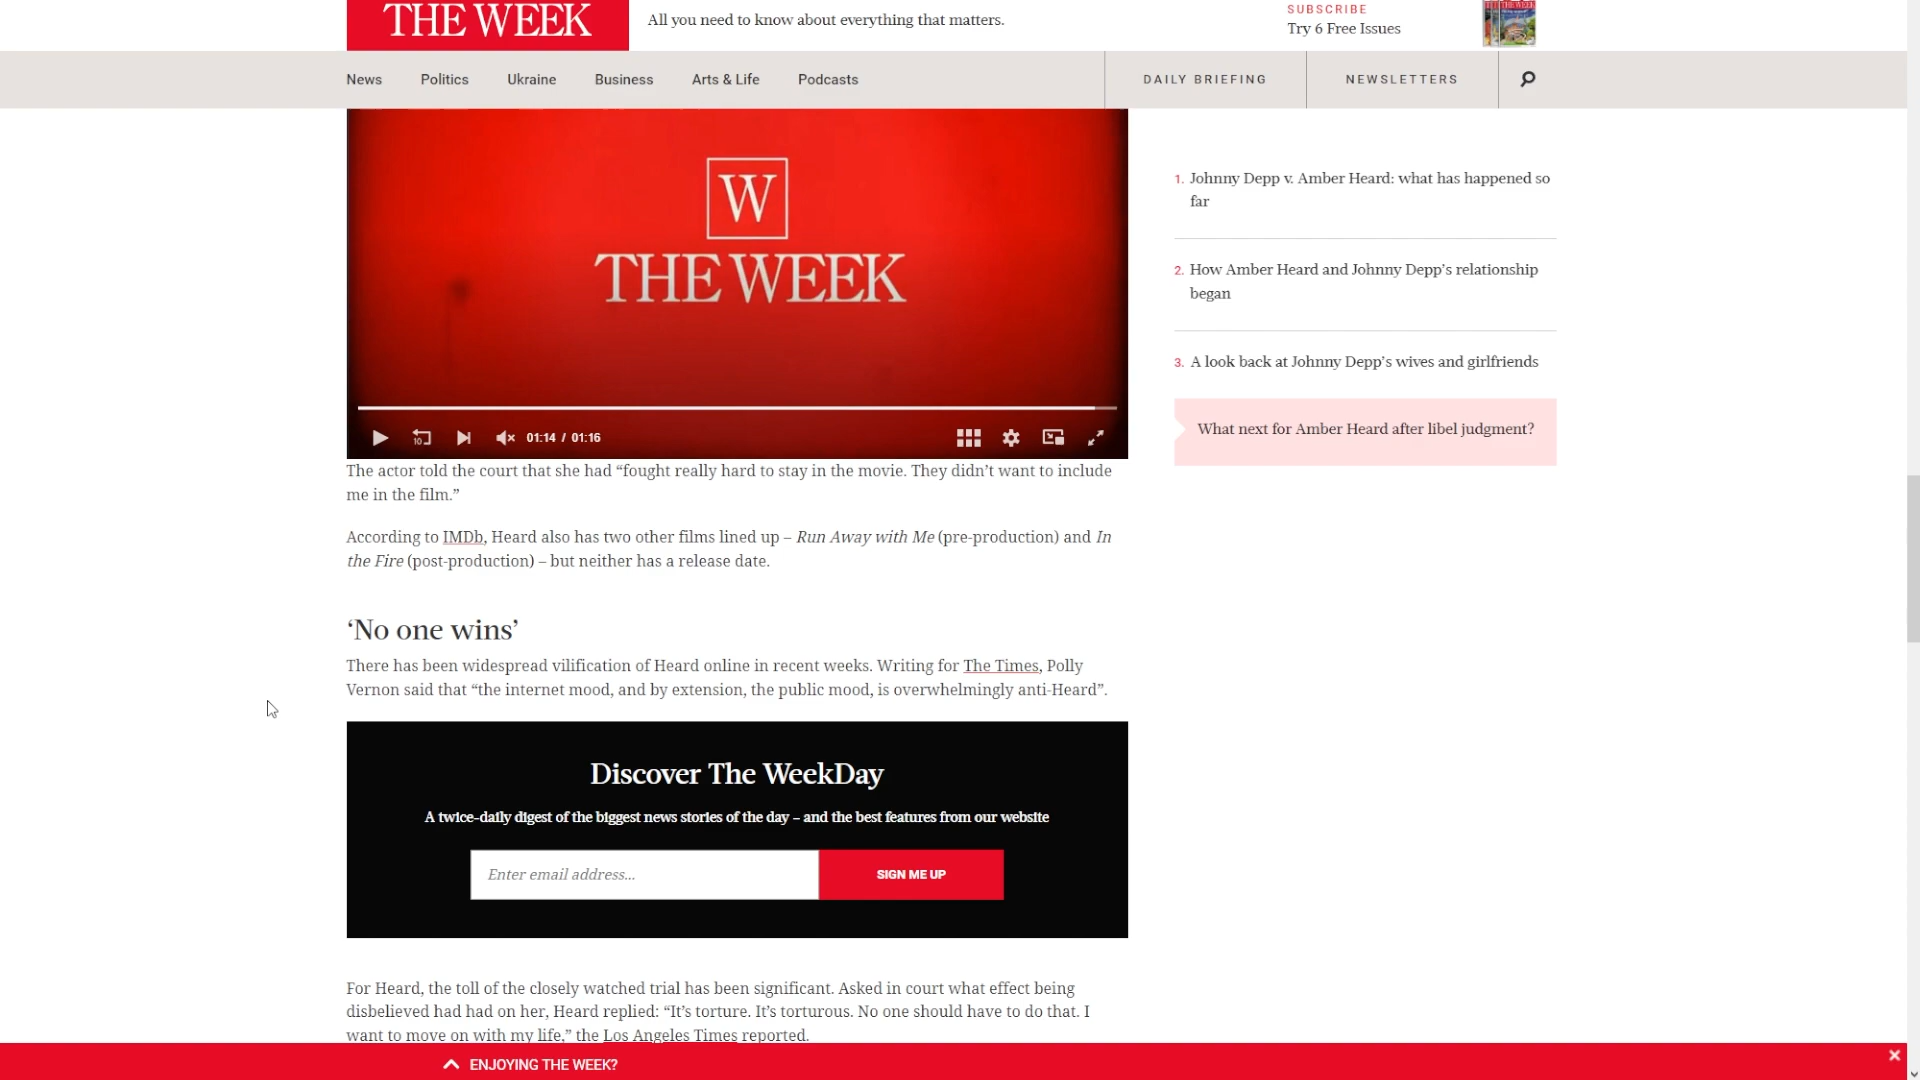 THE WEEK
All you need to know about everything that matters.
SUBSCRIBE
Try 6 Free Issues
News
Politics
Ukraine
Business
Arts & Life
Podcasts
DAILY BRIEFING
NEWSLETTERS
W
THE WEEK
10
01:14 / 01:16
1. Johnny Depp v. Amber Heard: what has happened so
far
2. How Amber Heard and Johnny Depp’s relationship
began
3. A look back at Johnny Depp’s wives and girlfriends
What next for Amber Heard after libel judgment?
The actor told the court that she had “fought really hard to stay in the movie. They didn’t want to include
me in the film.”
According to IMDb, Heard also has two other films lined up – Run Away with Me (pre-production) and In
the Fire (post-production) – but neither has a release date.
‘No one wins’
There has been widespread vilification of Heard online in recent weeks. Writing for The Times, Polly
Vernon said that “the internet mood, and by extension, the public mood, is overwhelmingly anti-Heard”.
Discover The WeekDay
A twice-daily digest of the biggest news stories of the day – and the best features from our website
Enter email address...
SIGN ME UP
For Heard, the toll of the closely watched trial has been significant. Asked in court what effect being
disbelieved had had on her, Heard replied: “It’s torture. It’s torturous. No one should have to do that. I
want to move on with my life,” the Los Angeles Times reported.
ENJOYING THE WEEK?